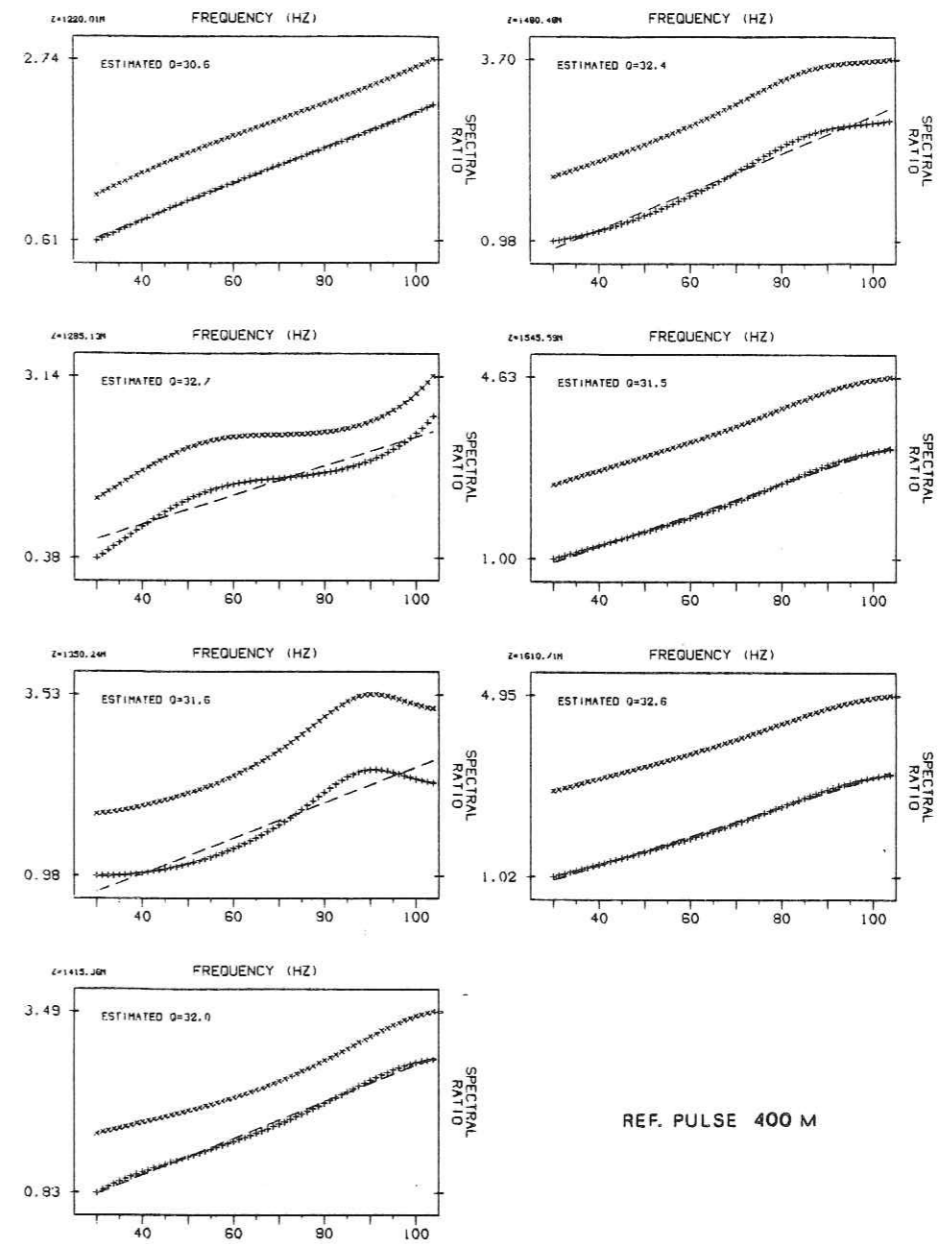 Z=1220.01M FREQUENCY (HZ)
2.74
ESTIMATED Q=30.6
SPECTRAL RATIO
0.61
40 60 80 100
Z=1285.13M FREQUENCY (HZ)
3.14
ESTIMATED Q=32.7
SPECTRAL RATIO
0.38
40 60 80 100
Z=1350.24M FREQUENCY (HZ)
3.53
ESTIMATED Q=31.6
SPECTRAL RATIO
0.98
40 60 80 100
Z=1415.36M FREQUENCY (HZ)
3.49
ESTIMATED Q=32.0
SPECTRAL RATIO
0.83
40 60 80 100
Z=1480.48M FREQUENCY (HZ)
3.70
ESTIMATED Q=32.4
SPECTRAL RATIO
0.98
40 60 80 100
Z=1545.59M FREQUENCY (HZ)
4.63
ESTIMATED Q=31.5
SPECTRAL RATIO
1.00
40 60 80 100
Z=1610.71M FREQUENCY (HZ)
4.95
ESTIMATED Q=32.6
SPECTRAL RATIO
1.02
40 60 80 100
REF. PULSE 400 M